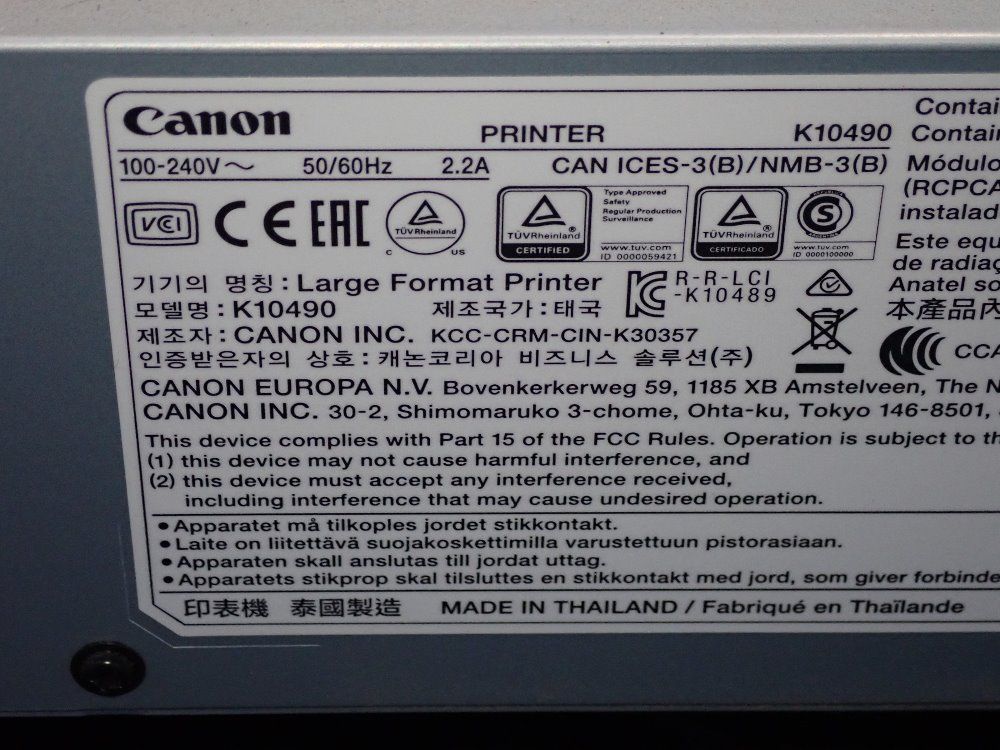 Canon PRINTER K10490
100-240V～ 50/60Hz 2.2A CAN ICES-3(B)/NMB-3(B)
VCI CE EAC
TÜVRheinland
C US
TÜVRheinland®
CERTIFIED
Type Approved
Safety
Regular Production
Surveillance
www.tuv.com
ID 0000059421
TÜVRheinland®
CERTIFICADO
S
ARGENTINA
www.tuv.com
ID 0000100000
기기의 명칭 : Large Format Printer
R-R-LCI
-K10489
모델명 : K10490 제조국가 : 태국
제조자 : CANON INC. KCC-CRM-CIN-K30357
인증받은자의 상호 : 캐논코리아 비즈니스 솔루션(주)
CANON EUROPA N.V. Bovenkerkerweg 59, 1185 XB Amstelveen, The N
CANON INC. 30-2, Shimomaruko 3-chome, Ohta-ku, Tokyo 146-8501,
This device complies with Part 15 of the FCC Rules. Operation is subject to th
(1) this device may not cause harmful interference, and
(2) this device must accept any interference received,
including interference that may cause undesired operation.
• Apparatet må tilkoples jordet stikkontakt.
• Laite on liitettävä suojakoskettimilla varustettuun pistorasiaan.
• Apparaten skall anslutas till jordat uttag.
• Apparatets stikprop skal tilsluttes en stikkontakt med jord, som giver forbinde
印表機 泰國製造 MADE IN THAILAND / Fabriqué en Thaïlande
Contai
Contain
Módulo
(RCPCA
instalad
Este equ
de radiaç
Anatel so
本產品內
CCA